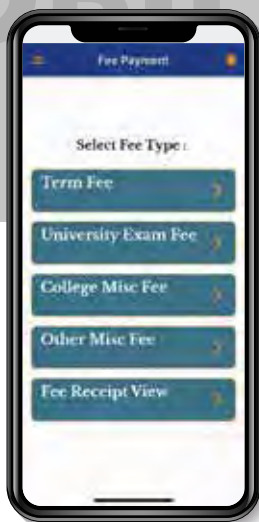 Fee Payment
Select Fee Type :
Term Fee
University Exam Fee
College Misc Fee
Other Misc Fee
Fee Receipt View